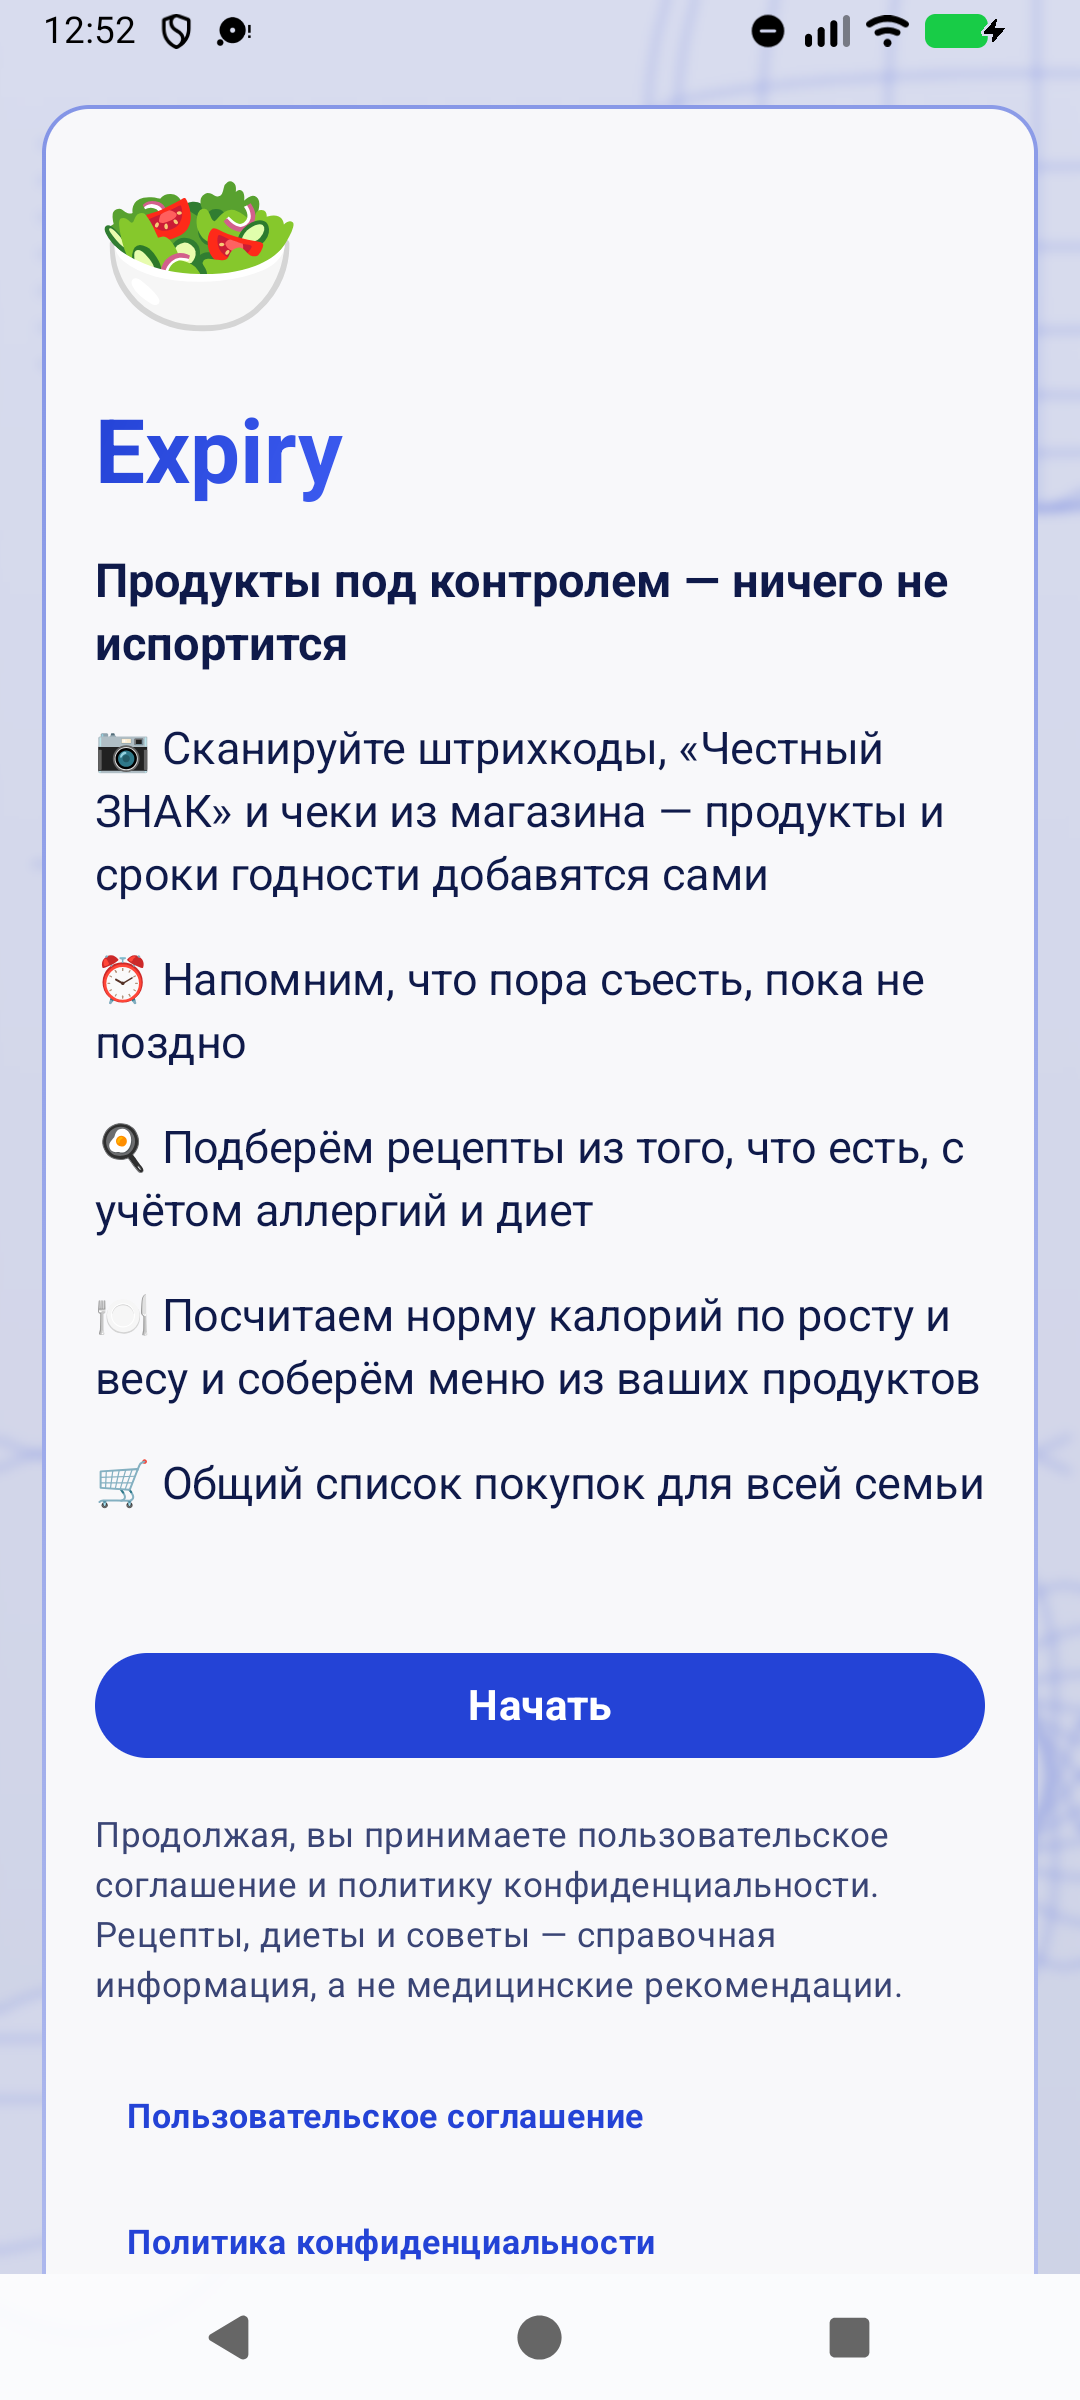 12:52
Expiry
Продукты под контролем — ничего не
испортится
Сканируйте штрихкоды, «Честный
ЗНАК» и чеки из магазина — продукты и
сроки годности добавятся сами
Напомним, что пора съесть, пока не
поздно
Подберём рецепты из того, что есть, с
учётом аллергий и диет
Посчитаем норму калорий по росту и
весу и соберём меню из ваших продуктов
Общий список покупок для всей семьи
Начать
Продолжая, вы принимаете пользовательское
соглашение и политику конфиденциальности.
Рецепты, диеты и советы — справочная
информация, а не медицинские рекомендации.
Пользовательское соглашение
Политика конфиденциальности